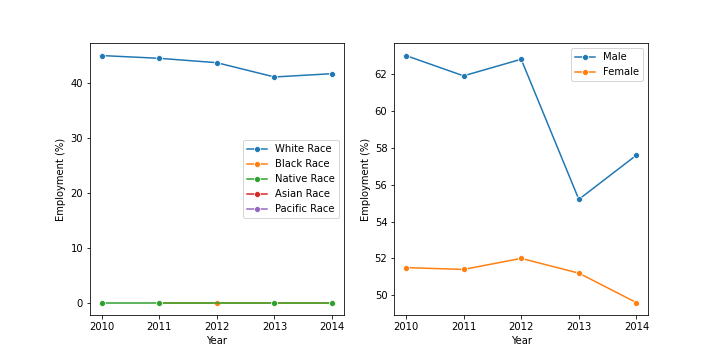 Employment (%)
40
30
20
10
0
White Race
Black Race
Native Race
Asian Race
Pacific Race
2010 2011 2012 2013 2014
Year
Employment (%)
62
60
58
56
54
52
50
Male
Female
2010 2011 2012 2013 2014
Year